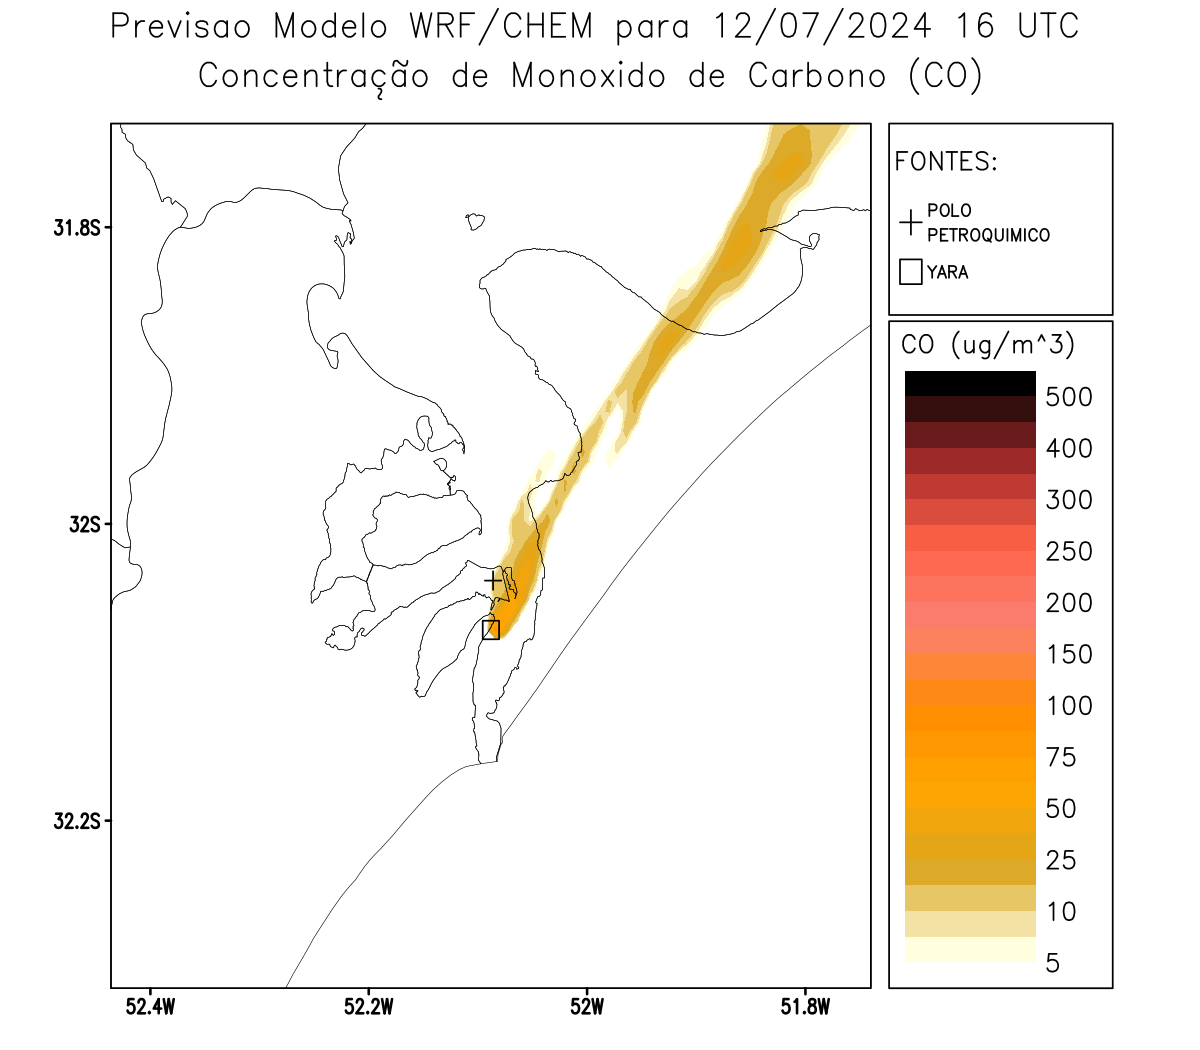 Previsao Modelo WRF/CHEM para 12/07/2024 16 UTC
Concentração de Monoxido de Carbono (CO)
FONTES:
POLO
PETROQUIMICO
YARA
CO (ug/m^3)
500
400
300
250
200
150
100
75
50
25
10
5
31.8S
32S
32.2S
52.4W
52.2W
52W
51.8W